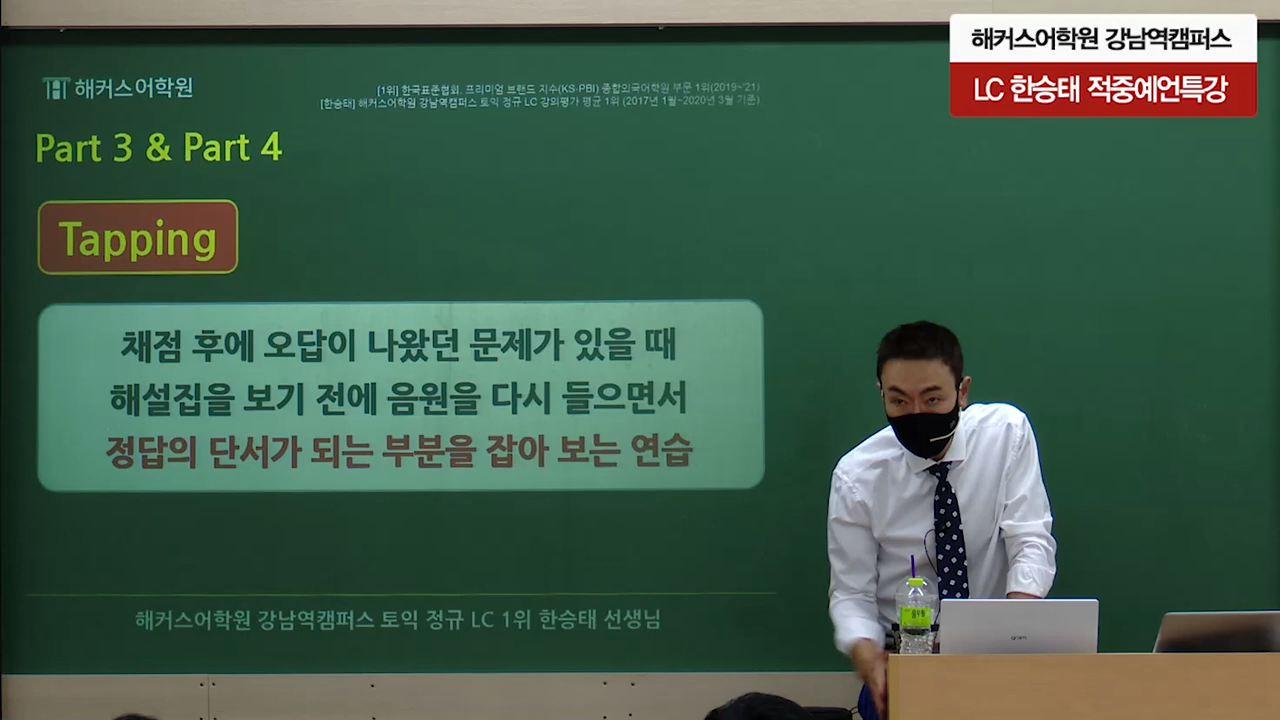 해커스어학원 강남역캠퍼스
LC 한승태 적중예언특강
해커스어학원
[1위] 한국표준협회, 프리미엄 브랜드 지수(KS-PBI) 종합외국어학원 부문 1위(2019~'21)
[한승태] 해커스어학원 강남역캠퍼스 토익 정규 LC 강의평가 평균 1위 (2017년 1월~2020년 3월 기준)
Part 3 & Part 4
Tapping
채점 후에 오답이 나왔던 문제가 있을 때
해설집을 보기 전에 음원을 다시 들으면서
정답의 단서가 되는 부분을 잡아 보는 연습
해커스어학원 강남역캠퍼스 토익 정규 LC 1위 한승태 선생님
gram